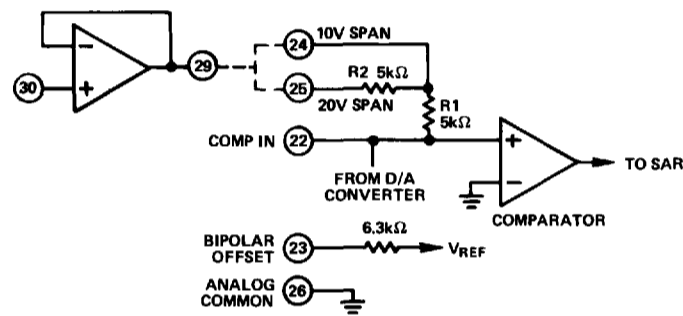 24
10V SPAN
29
R2 5kΩ
30
25
20V SPAN
R1
5kΩ
COMP IN
22
TO SAR
FROM D/A
CONVERTER
COMPARATOR
6.3kΩ
BIPOLAR
OFFSET
23
VREF
ANALOG
COMMON
26